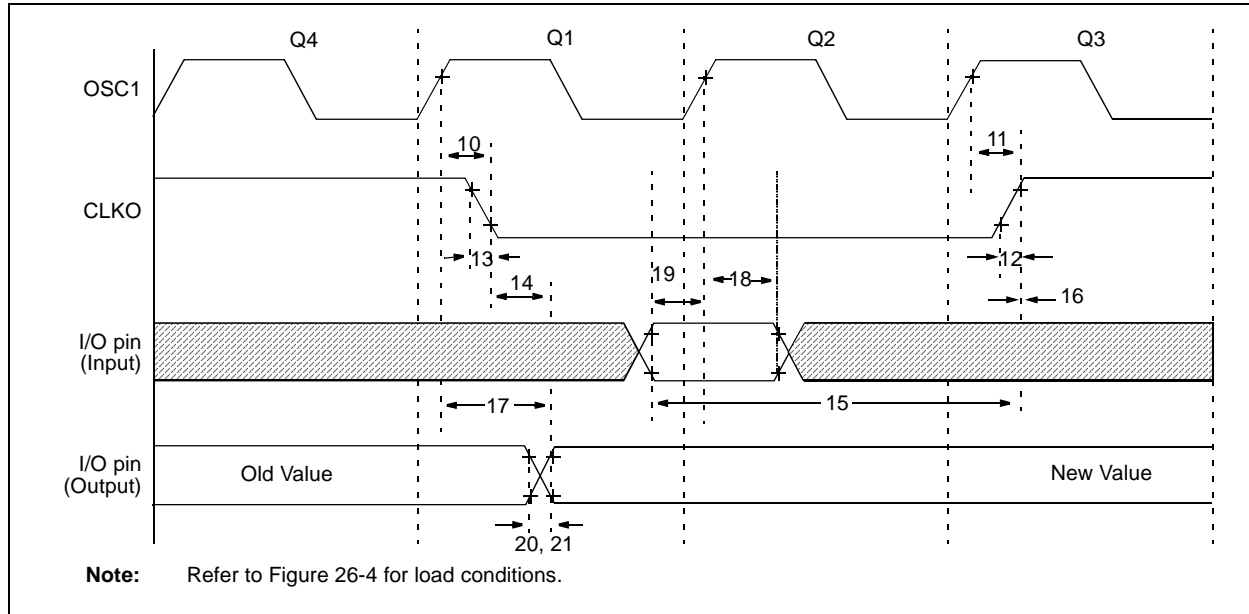 Q4 Q1 Q2 Q3
OSC1
10 11
CLKO
13 12
14 19 18 16
I/O pin
(Input)
17 15
I/O pin
(Output)
Old Value New Value
20, 21
Note: Refer to Figure 26-4 for load conditions.